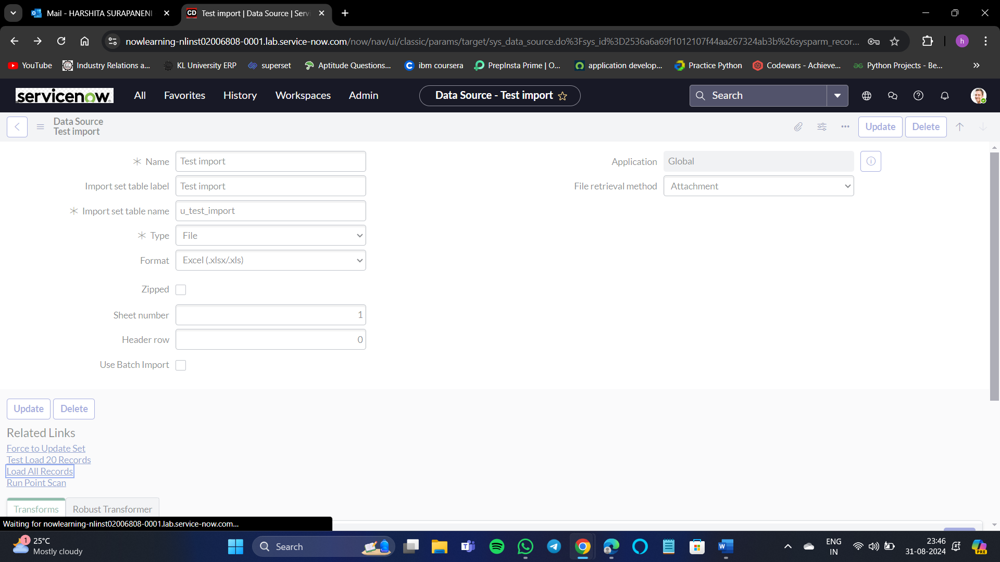 Mail - HARSHITA SURAPANENI
CD Test import | Data Source | Serv
nowlearning-nlinst02006808-0001.lab.service-now.com/now/nav/ui/classic/params/target/sys_data_source.do%3Fsys_id%3D2536a6a69f1012107f44aa267324ab3b%26sysparm_recor...
h
YouTube
Industry Relations a...
KL University ERP
superset
Aptitude Questions...
ibm coursera
PrepInsta Prime | O...
application develop...
Practice Python
Codewars - Achieve...
Python Projects - Be...
servicenow.
All
Favorites
History
Workspaces
Admin
Data Source - Test import
Search
Data Source
Test import
Update
Delete
Name
Test import
Import set table label
Test import
Import set table name
u_test_import
Type
File
Format
Excel (.xlsx/.xls)
Zipped
Sheet number
1
Header row
0
Use Batch Import
Application
Global
File retrieval method
Attachment
Update
Delete
Related Links
Force to Update Set
Test Load 20 Records
Load All Records
Run Point Scan
Transforms
Robust Transformer
Waiting for nowlearning-nlinst02006808-0001.lab.service-now.com...
1
25°C
Mostly cloudy
Search
ENG
IN
23:46
31-08-2024
PRE